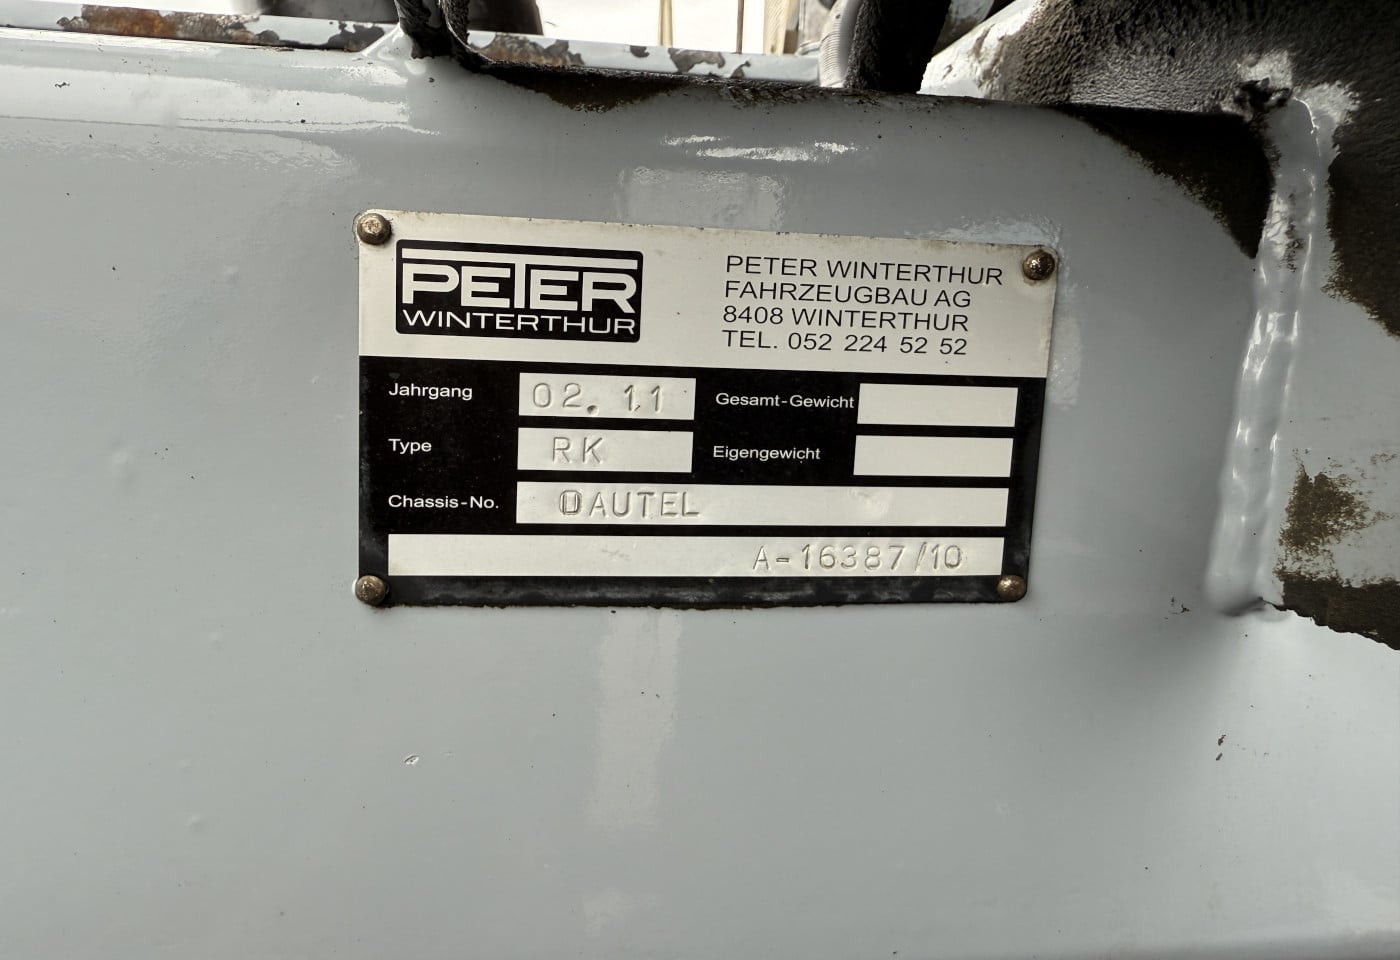 PETER
WINTERTHUR
PETER WINTERTHUR
FAHRZEUGBAU AG
8408 WINTERTHUR
TEL. 052 224 52 52
Jahrgang 02.11 Gesamt-Gewicht
Type RK Eigengewicht
Chassis-No. DAUTEL
A-16387/10